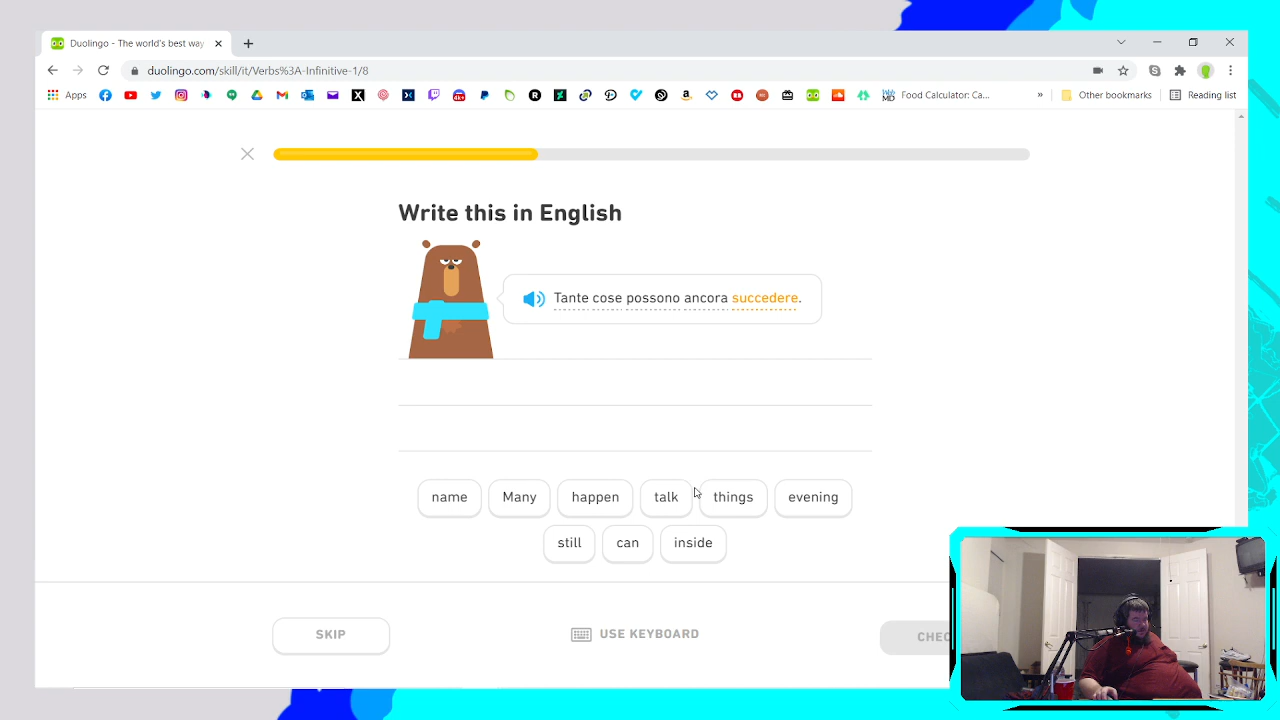 Duolingo - The world's best way
duolingo.com/skill/it/Verbs%3A-Infinitive-1/8
Apps
Food Calculator: Ca...
»
Other bookmarks
Reading list
Write this in English
Tante cose possono ancora succedere.
name Many happen talk things evening
still can inside
SKIP
USE KEYBOARD
CHEC